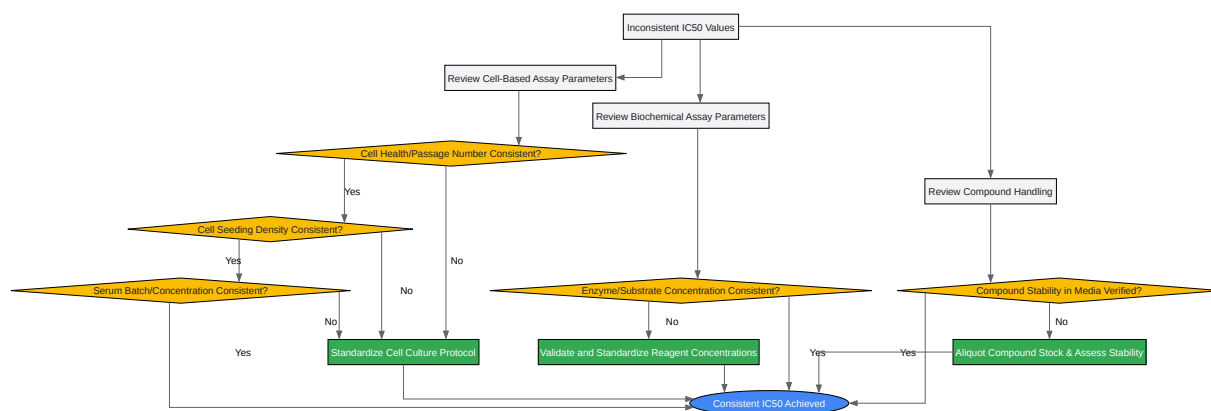 Inconsistent IC50 Values
Review Cell-Based Assay Parameters
Review Biochemical Assay Parameters
Cell Health/Passage Number Consistent?
Yes
Review Compound Handling
Cell Seeding Density Consistent?
Yes
No
Serum Batch/Concentration Consistent?
No
Enzyme/Substrate Concentration Consistent?
Compound Stability in Media Verified?
No
No
No
Yes
Standardize Cell Culture Protocol
Validate and Standardize Reagent Concentrations
Yes
Yes
Aliquot Compound Stock & Assess Stability
Consistent IC50 Achieved